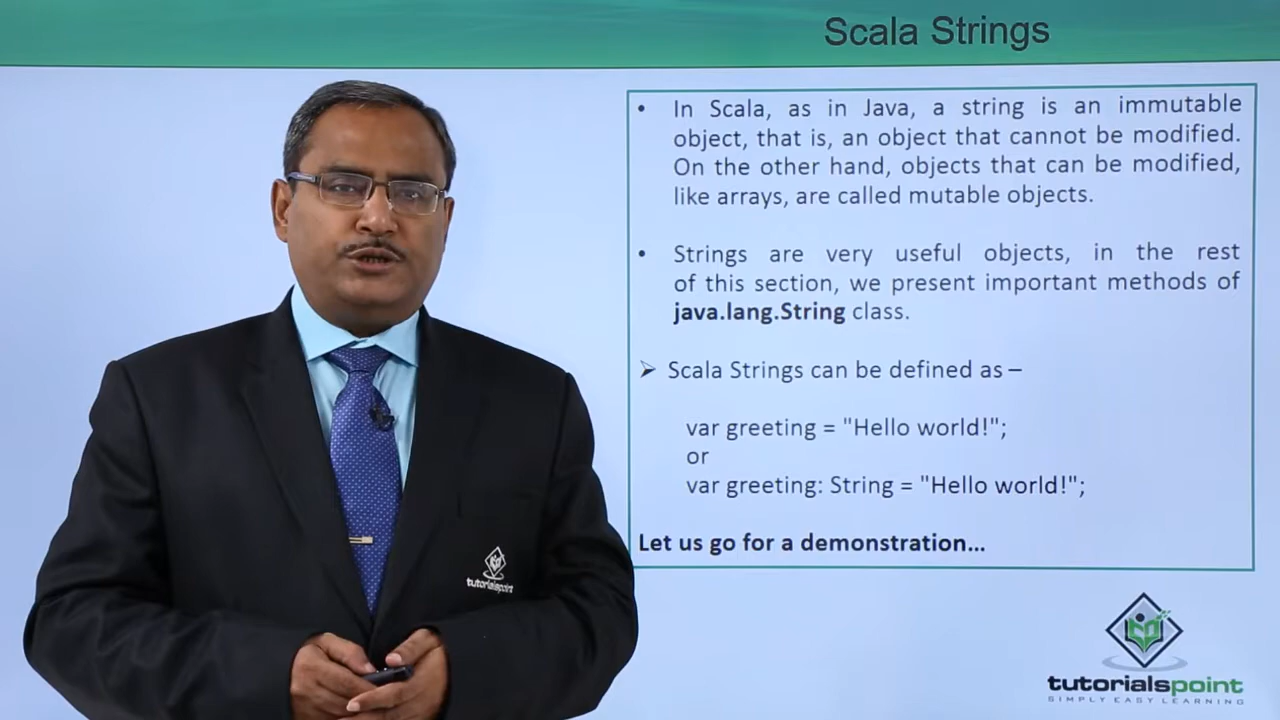 Scala Strings
• In Scala, as in Java, a string is an immutable
object, that is, an object that cannot be modified.
On the other hand, objects that can be modified,
like arrays, are called mutable objects.
• Strings are very useful objects, in the rest
of this section, we present important methods of
java.lang.String class.
➢ Scala Strings can be defined as –
var greeting = "Hello world!";
or
var greeting: String = "Hello world!";
Let us go for a demonstration...
tutorialspoint
tutorialspoint
SIMPLY EASY LEARNING